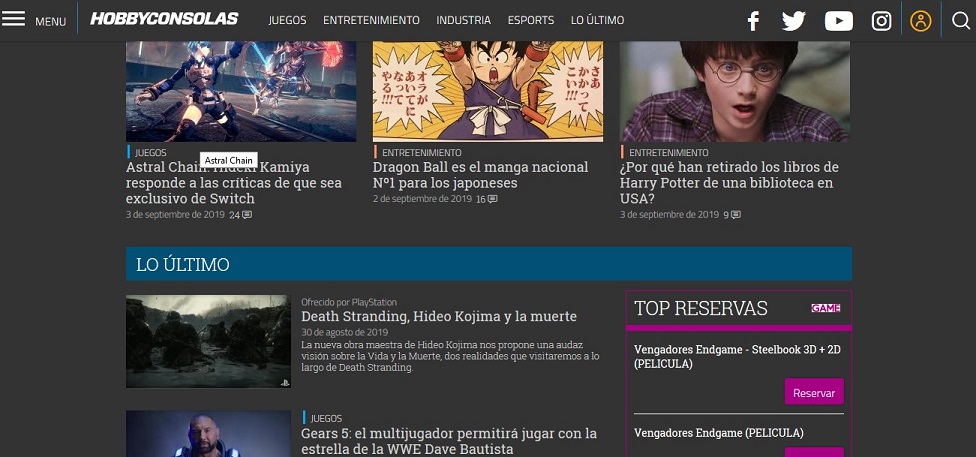 MENU
HOBBYCONSOLAS
JUEGOS
ENTRETENIMIENTO
INDUSTRIA
ESPORTS
LO ÚLTIMO
JUEGOS
Astral Chain
Astral Chain: Hideki Kamiya
responde a las críticas de que sea
exclusivo de Switch
3 de septiembre de 2019 24
さあ
かかって
こい!!!
オラが
あいてに
なるっ
やる!!!
ENTRETENIMIENTO
Dragon Ball es el manga nacional
Nº1 para los japoneses
2 de septiembre de 2019 16
ENTRETENIMIENTO
¿Por qué han retirado los libros de
Harry Potter de una biblioteca en
USA?
3 de septiembre de 2019 9
LO ÚLTIMO
Ofrecido por PlayStation
Death Stranding, Hideo Kojima y la muerte
30 de agosto de 2019
La nueva obra maestra de Hideo Kojima nos propone una audaz
visión sobre la Vida y la Muerte, dos realidades que visitaremos a lo
largo de Death Stranding.
JUEGOS
Gears 5: el multijugador permitirá jugar con la
estrella de la WWE Dave Bautista
TOP RESERVAS
GAME
Vengadores Endgame - Steelbook 3D + 2D
(PELICULA)
Reservar
Vengadores Endgame (PELICULA)